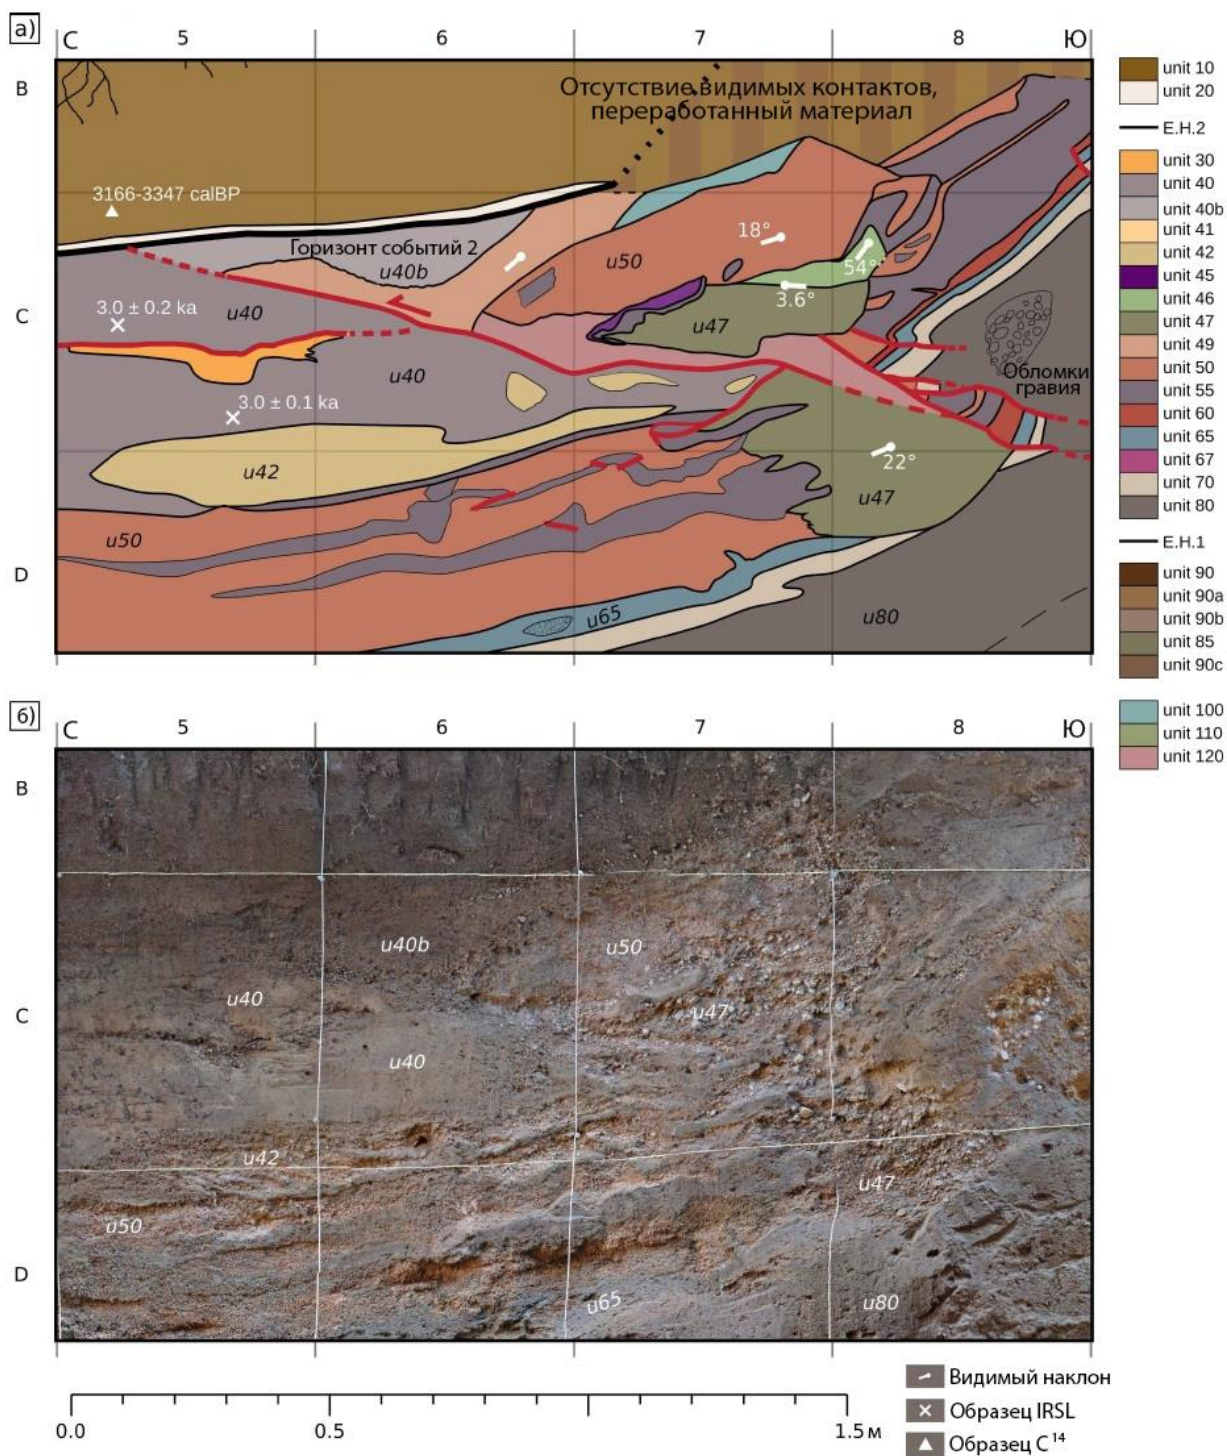 а)
С 5 6 7 8 Ю
B
C
D
Отсутствие видимых контактов,
переработанный материал
3166-3347 calBP
Горизонт событий 2
u40b
u50
18°
54°
3.6°
3.0 ± 0.2 ka
u40
u47
u40
Обломки
гравия
3.0 ± 0.1 ka
u42
22°
u47
u50
u65
u80
unit 10
unit 20
E.H.2
unit 30
unit 40
unit 40b
unit 41
unit 42
unit 45
unit 46
unit 47
unit 49
unit 50
unit 55
unit 60
unit 65
unit 67
unit 70
unit 80
E.H.1
unit 90
unit 90a
unit 90b
unit 85
unit 90c
unit 100
unit 110
unit 120
б)
С 5 6 7 8 Ю
B
C
D
u40b
u50
u40
u47
u40
u42
u47
u50
u65
u80
0.0 0.5 1.5 м
Видимый наклон
Образец IRSL
Образец C¹⁴